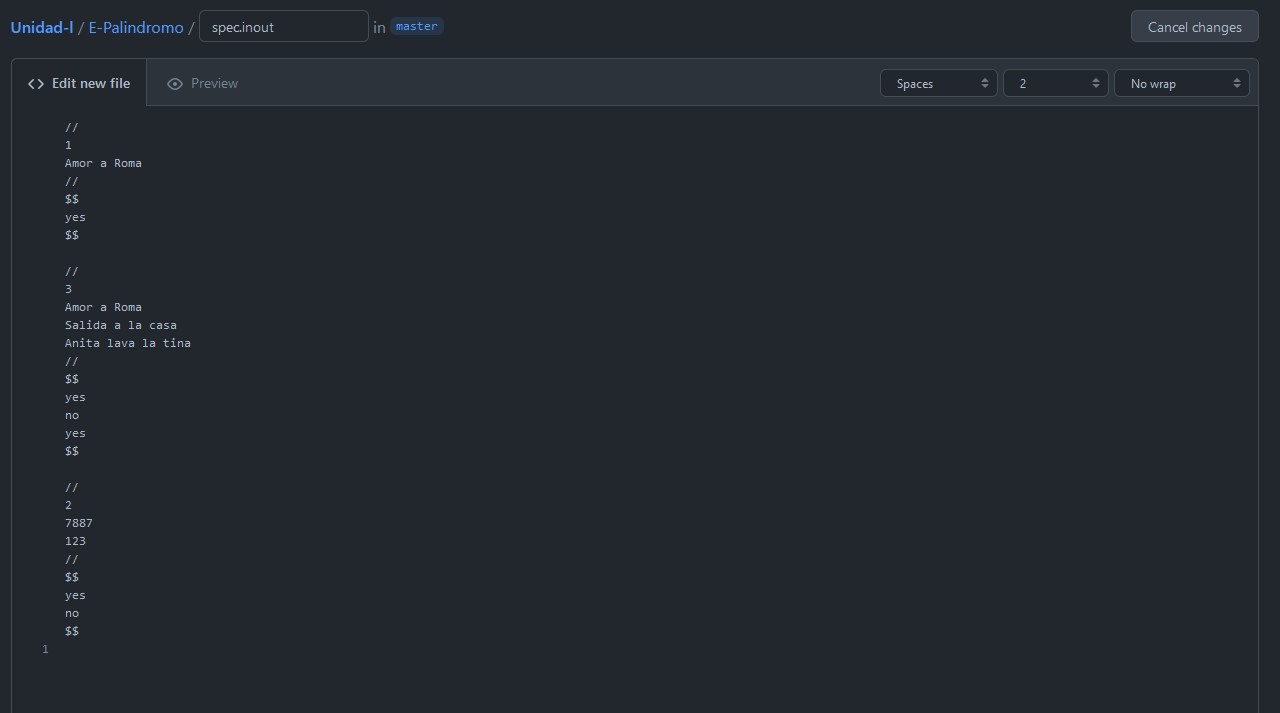 Unidad-I / E-Palindromo / spec.inout in master Cancel changes
<> Edit new file Preview Spaces 2 No wrap
//
1
Amor a Roma
//
$$
yes
$$
//
3
Amor a Roma
Salida a la casa
Anita lava la tina
//
$$
yes
no
yes
$$
//
2
7887
123
//
$$
yes
no
$$
1